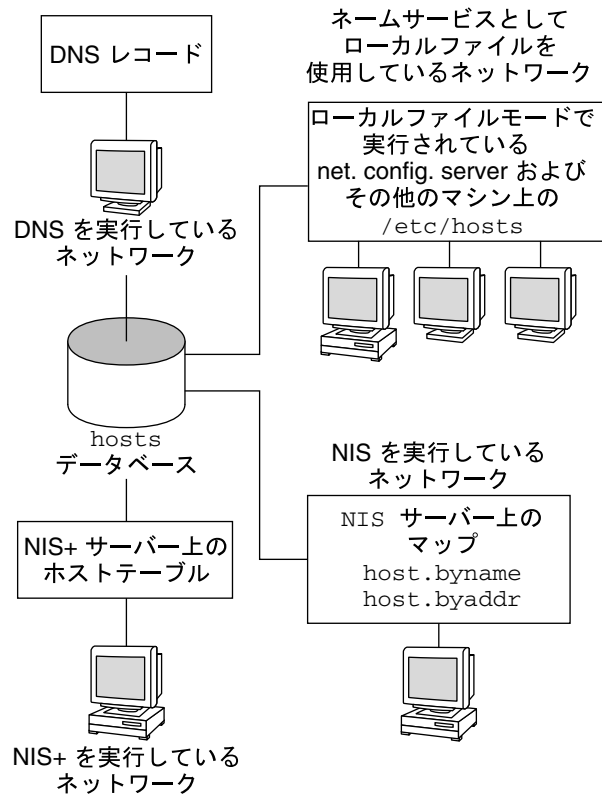 DNS レコード
DNS を実行している
ネットワーク
ネームサービスとして
ローカルファイルを
使用しているネットワーク
ローカルファイルモードで
実行されている
net. config. server および
その他のマシン上の
/etc/hosts
hosts
データベース
NIS+ サーバー上の
ホストテーブル
NIS+ を実行している
ネットワーク
NIS を実行している
ネットワーク
NIS サーバー上の
マップ
host.byname
host.byaddr